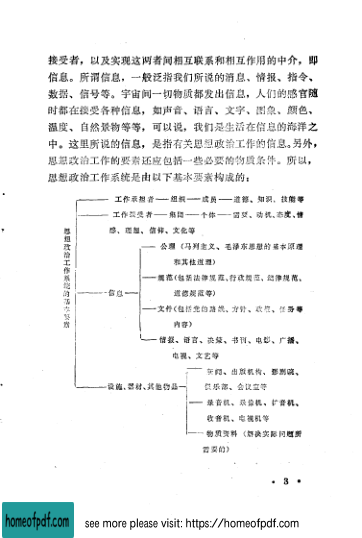 接受者，以及实现这两者间相互联系和相互作用的中介，即
信息。所谓信息，一般泛指我们所说的消息、情报、指令、
数据、信号等。宇宙间一切物质都发出信息，人们的感官随
时都在接受各种信息，如声音、语言、文字、图象、颜色、
温度、自然景物等等，可以说，我们是生活在信息的海洋之
中。这里所说的信息，是指有关思想政治工作的信息。另外，
思想政治工作的要素还应包括一些必要的物质条件。所以，
思想政治工作系统是由以下基本要素构成的：
思想政治工作系统的基本要素
工作承担者——组织——成员——道德、知识、技能等
工作接受者——集团——个体——需要、动机、态度、情
感、理想、信仰、文化等
信息
公理（马列主义、毛泽东思想的基本原理
和其他道理）
规范（包括法律规范、行政规范、纪律规范、
道德规范等）
文件（包括党的路线、方针、政策、任务等
内容）
情报、语言、决策、书刊、电影、广播、
电视、文艺等
设施、器材、其他物品
出版机构、影剧院、
俱乐部、会议室等
录音机、录像机、扩音机、
收音机、电视机等
物质资料（解决实际问题所
需要的）
• 3 •
homeofpdf.com
see more please visit: https://homeofpdf.com